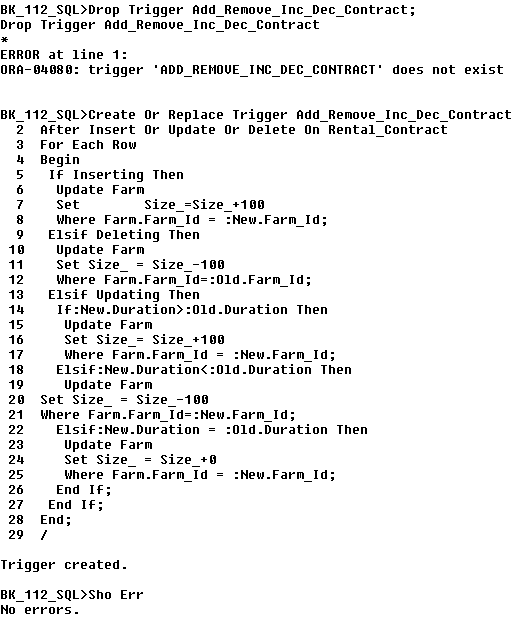 BK_112_SQL>Drop Trigger Add_Remove_Inc_Dec_Contract;
Drop Trigger Add_Remove_Inc_Dec_Contract
*
ERROR at line 1:
ORA-04080: trigger 'ADD_REMOVE_INC_DEC_CONTRACT' does not exist
BK_112_SQL>Create Or Replace Trigger Add_Remove_Inc_Dec_Contract
2 After Insert Or Update Or Delete On Rental_Contract
3 For Each Row
4 Begin
5 If Inserting Then
6 Update Farm
7 Set Size_=Size_+100
8 Where Farm.Farm_Id = :New.Farm_Id;
9 Elsif Deleting Then
10 Update Farm
11 Set Size_ = Size_-100
12 Where Farm.Farm_Id=:Old.Farm_Id;
13 Elsif Updating Then
14 If:New.Duration>:Old.Duration Then
15 Update Farm
16 Set Size_= Size_+100
17 Where Farm.Farm_Id = :New.Farm_Id;
18 Elsif:New.Duration<:Old.Duration Then
19 Update Farm
20 Set Size_ = Size_-100
21 Where Farm.Farm_Id=:New.Farm_Id;
22 Elsif:New.Duration = :Old.Duration Then
23 Update Farm
24 Set Size_ = Size_+0
25 Where Farm.Farm_Id = :New.Farm_Id;
26 End If;
27 End If;
28 End;
29 /
Trigger created.
BK_112_SQL>Sho Err
No errors.